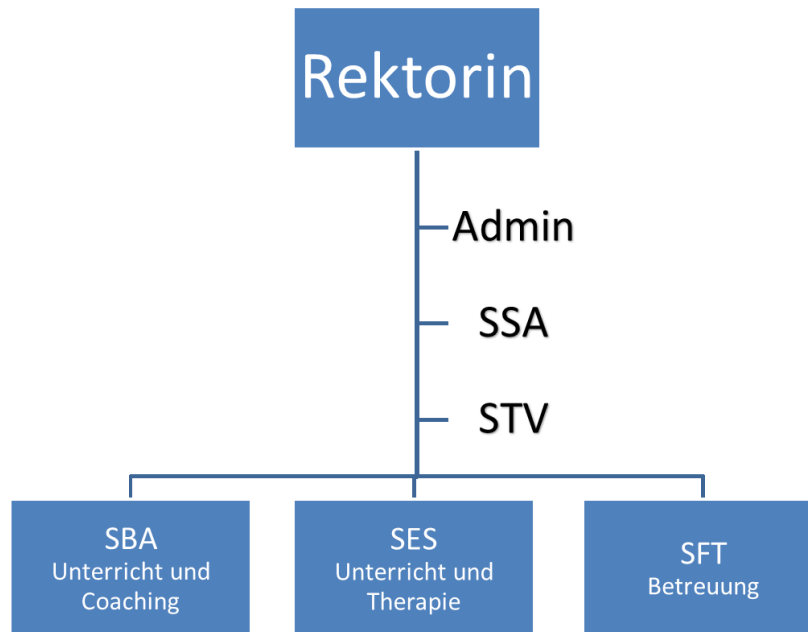 Rektorin
Admin
SSA
STV
SBA
Unterricht und
Coaching
SES
Unterricht und
Therapie
SFT
Betreuung